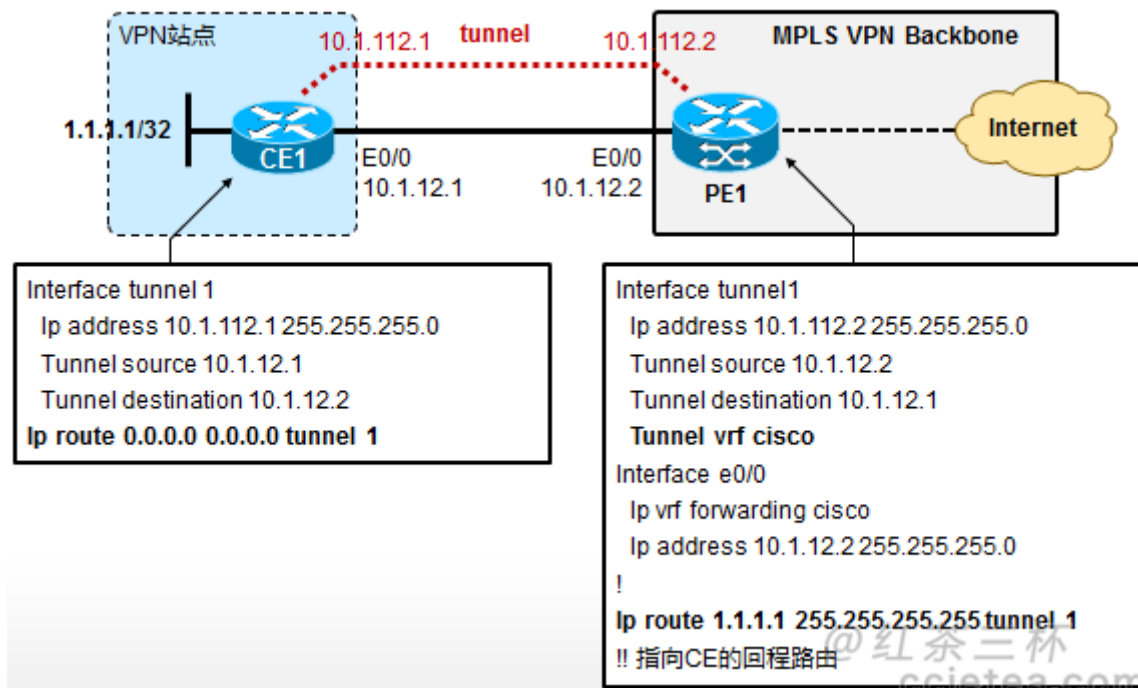 VPN站点
10.1.112.1 tunnel 10.1.112.2
MPLS VPN Backbone
1.1.1.1/32
CE1
E0/0
10.1.12.1
E0/0
10.1.12.2
PE1
Internet
Interface tunnel 1
Ip address 10.1.112.1 255.255.255.0
Tunnel source 10.1.12.1
Tunnel destination 10.1.12.2
Ip route 0.0.0.0 0.0.0.0 tunnel 1
Interface tunnel1
Ip address 10.1.112.2 255.255.255.0
Tunnel source 10.1.12.2
Tunnel destination 10.1.12.1
Tunnel vrf cisco
Interface e0/0
Ip vrf forwarding cisco
Ip address 10.1.12.2 255.255.255.0
!
Ip route 1.1.1.1 255.255.255.255 tunnel 1
!! 指向CE的回程路由
@红茶三杯
ccietea.com